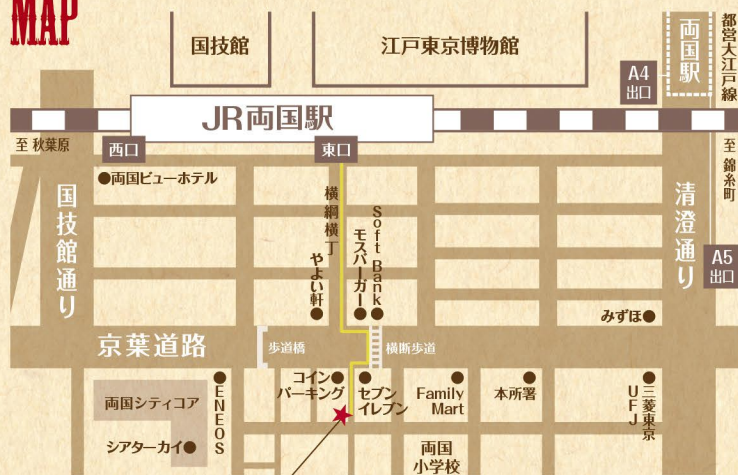 MAP
国技館
江戸東京博物館
両国駅
都営大江戸線
A4
出口
JR両国駅
至 秋葉原
西口
東口
至 錦糸町
両国ビューホテル
国技館通り
横綱横丁
やよい軒
モスバーガー
Soft Bank
清澄通り
A5
出口
みずほ
京葉道路
歩道橋
横断歩道
コイン
パーキング
セブン
イレブン
Family
Mart
本所署
三菱東京
UFJ
両国シティコア
ENEOS
シアターカイ
両国
小学校